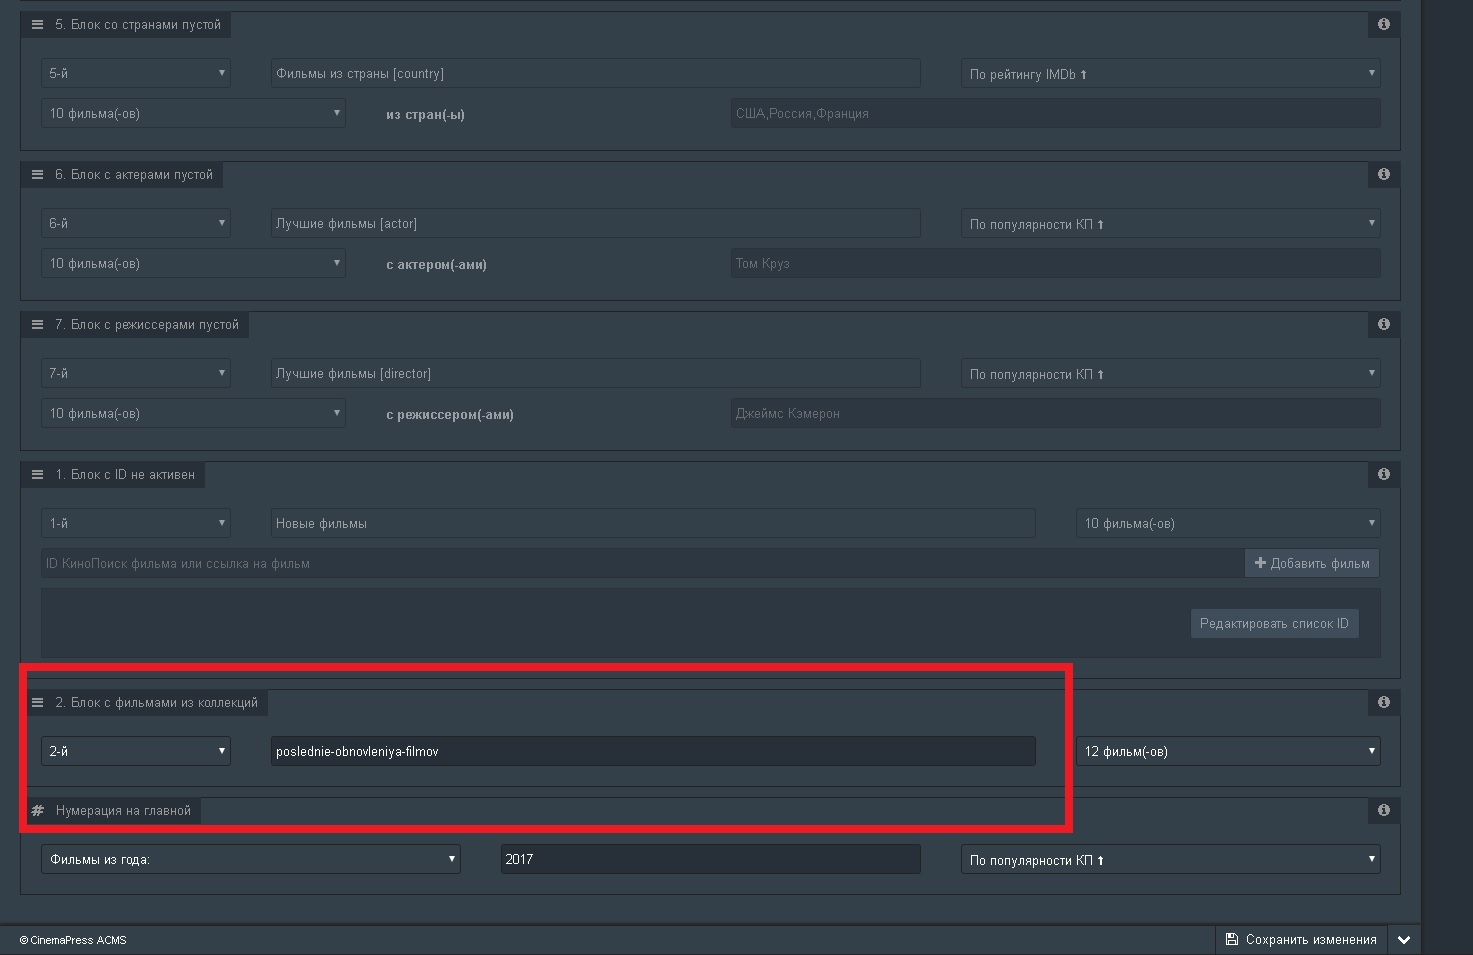 5. Блок со странами пустой
5-й
Фильмы из страны [country]
По рейтингу IMDb ↑
10 фильма(-ов)
из стран(-ы)
США,Россия,Франция
6. Блок с актерами пустой
6-й
Лучшие фильмы [actor]
По популярности КП ↑
10 фильма(-ов)
с актером(-ами)
Том Круз
7. Блок с режиссерами пустой
7-й
Лучшие фильмы [director]
По популярности КП ↑
10 фильма(-ов)
с режиссером(-ами)
Джеймс Кэмерон
1. Блок с ID не активен
1-й
Новые фильмы
10 фильма(-ов)
ID КиноПоиск фильма или ссылка на фильм
Добавить фильм
Редактировать список ID
2. Блок с фильмами из коллекций
2-й
poslednie-obnovleniya-filmov
12 фильм(-ов)
# Нумерация на главной
Фильмы из года:
2017
По популярности КП ↑
© CinemaPress ACMS
Сохранить изменения